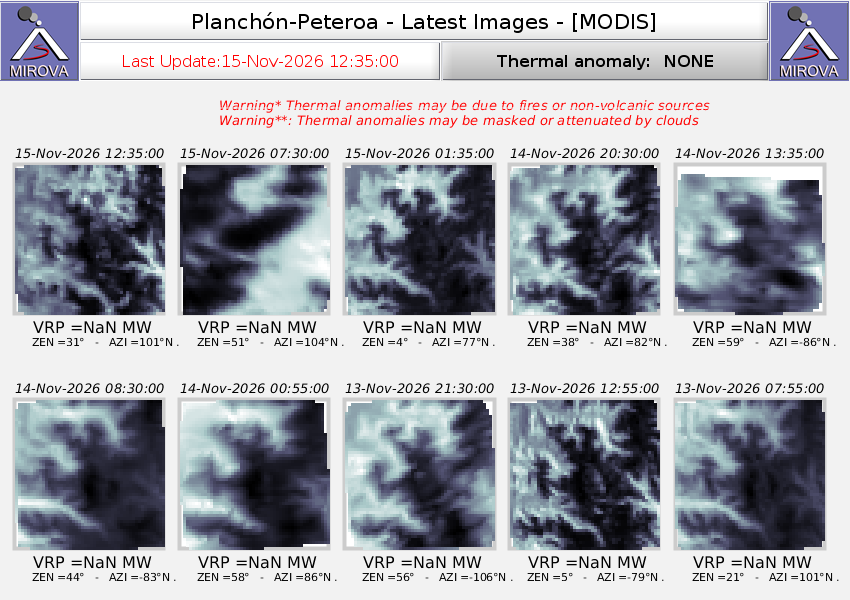 Planchón-Peteroa - Latest Images - [MODIS]
MIROVA
Last Update:15-Nov-2026 12:35:00
Thermal anomaly: NONE
MIROVA
Warning* Thermal anomalies may be due to fires or non-volcanic sources
Warning**: Thermal anomalies may be masked or attenuated by clouds
15-Nov-2026 12:35:00
15-Nov-2026 07:30:00
15-Nov-2026 01:35:00
14-Nov-2026 20:30:00
14-Nov-2026 13:35:00
VRP =NaN MW
VRP =NaN MW
VRP =NaN MW
VRP =NaN MW
VRP =NaN MW
ZEN =31° - AZI =101°N .
ZEN =51° - AZI =104°N .
ZEN =4° - AZI =77°N .
ZEN =38° - AZI =82°N .
ZEN =59° - AZI =-86°N .
14-Nov-2026 08:30:00
14-Nov-2026 00:55:00
13-Nov-2026 21:30:00
13-Nov-2026 12:55:00
13-Nov-2026 07:55:00
VRP =NaN MW
VRP =NaN MW
VRP =NaN MW
VRP =NaN MW
VRP =NaN MW
ZEN =44° - AZI =-83°N .
ZEN =58° - AZI =86°N .
ZEN =56° - AZI =-106°N .
ZEN =5° - AZI =-79°N .
ZEN =21° - AZI =101°N .